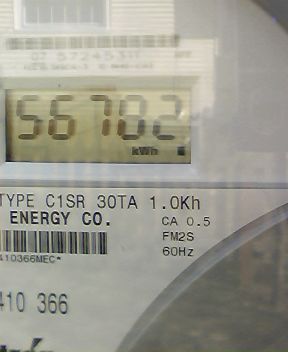 56782
kWh
TYPE C1SR 30TA 1.0Kh
ENERGY CO. CA 0.5
FM2S
410366MEC* 60Hz
410 366